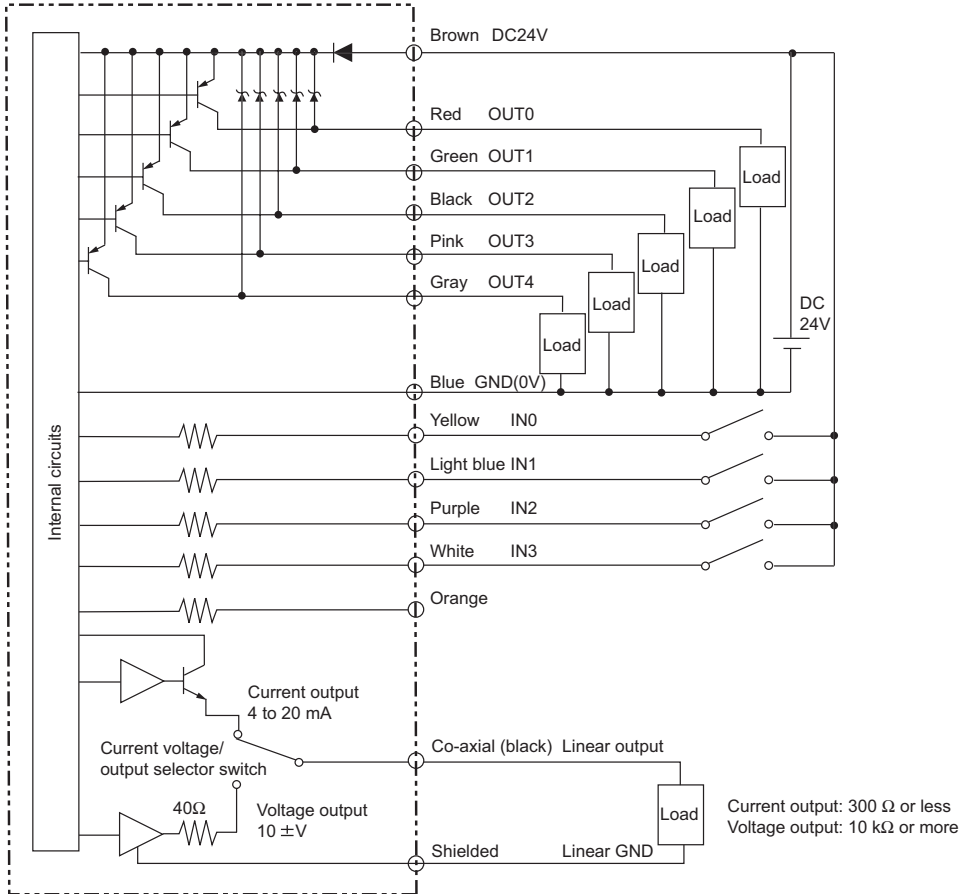 Brown DC24V
Red OUT0
Green OUT1
Load
Black OUT2
Load
Pink OUT3
Load
Gray OUT4
Load
DC
24V
Load
Blue GND(0V)
Yellow IN0
Light blue IN1
Internal circuits
Purple IN2
White IN3
Orange
Current output
4 to 20 mA
Co-axial (black) Linear output
Current voltage/
output selector switch
40Ω
Voltage output
10 ±V
Load
Current output: 300 Ω or less
Voltage output: 10 kΩ or more
Shielded Linear GND